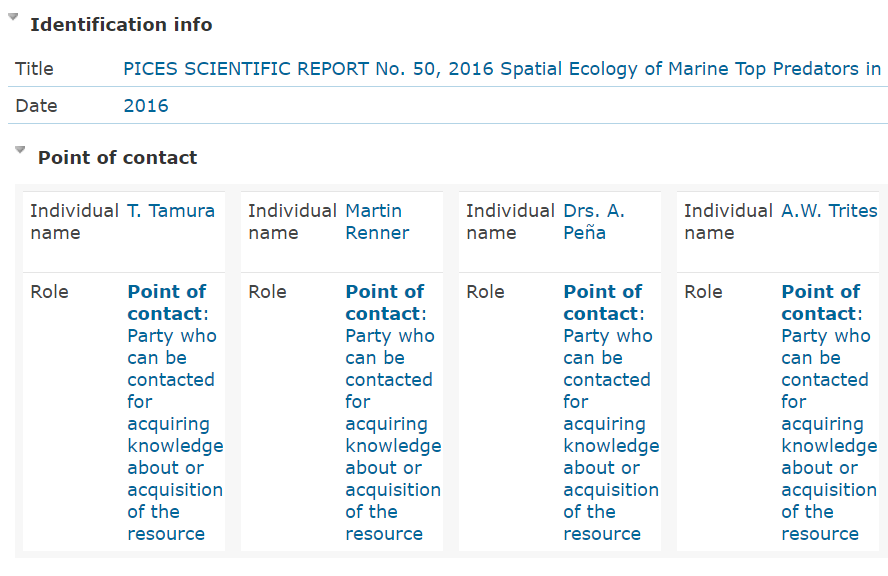 Identification info
Title PICES SCIENTIFIC REPORT No. 50, 2016 Spatial Ecology of Marine Top Predators in
Date 2016
Point of contact
Individual name T. Tamura
Role Point of
contact:
Party who
can be
contacted
for
acquiring
knowledge
about or
acquisition
of the
resource
Individual name Martin
Renner
Role Point of
contact:
Party who
can be
contacted
for
acquiring
knowledge
about or
acquisition
of the
resource
Individual name Drs. A.
Peña
Role Point of
contact:
Party who
can be
contacted
for
acquiring
knowledge
about or
acquisition
of the
resource
Individual name A.W. Trites
Role Point of
contact:
Party who
can be
contacted
for
acquiring
knowledge
about or
acquisition
of the
resource